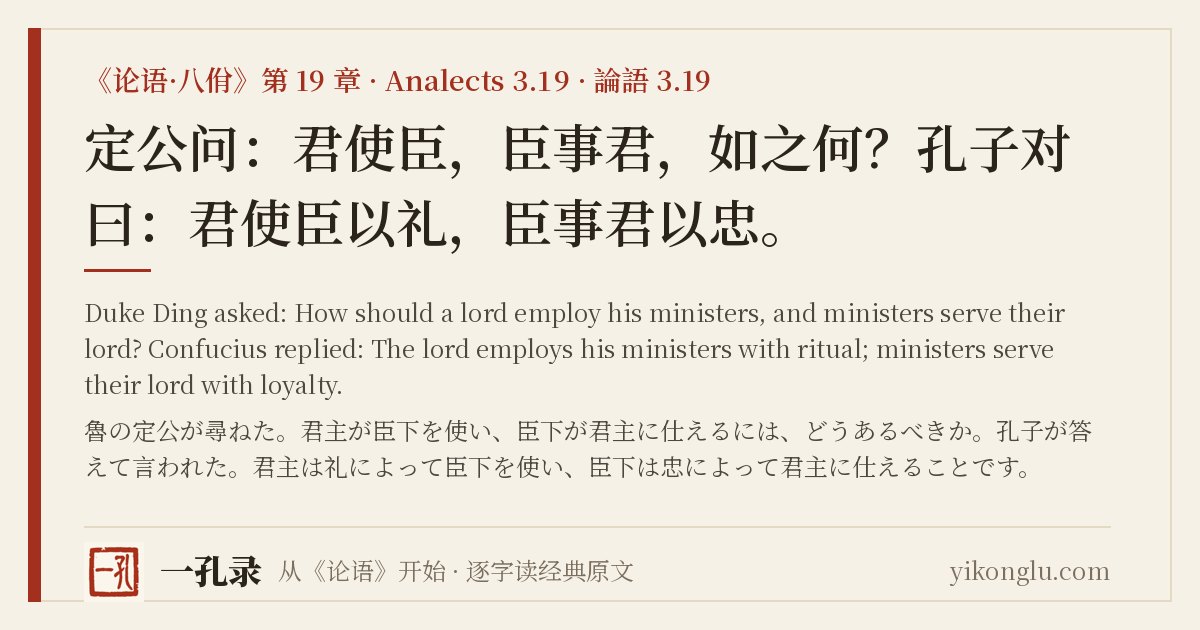 《论语·八佾》第 19 章 · Analects 3.19 · 論語 3.19
定公问：君使臣，臣事君，如之何？孔子对
曰：君使臣以礼，臣事君以忠。
Duke Ding asked: How should a lord employ his ministers, and ministers serve their
lord? Confucius replied: The lord employs his ministers with ritual; ministers serve
their lord with loyalty.
魯の定公が尋ねた。君主が臣下を使い、臣下が君主に仕えるには、どうあるべきか。孔子が答
えて言われた。君主は礼によって臣下を使い、臣下は忠によって君主に仕えることです。
一孔
一孔录 从《论语》开始 · 逐字读经典原文 yikonglu.com